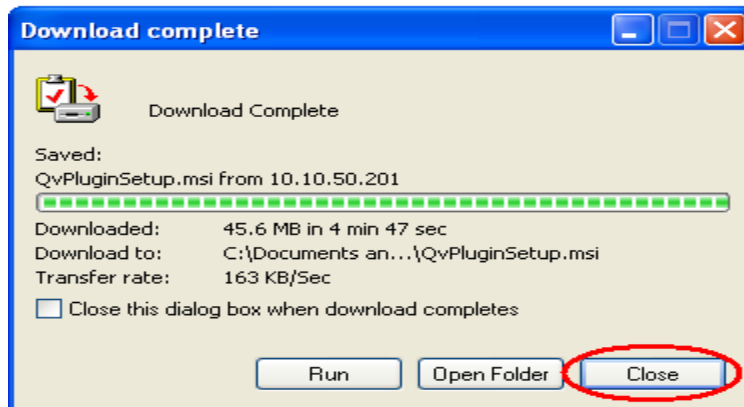 Download complete
Download Complete
Saved:
QvPluginSetup.msi from 10.10.50.201
Downloaded: 45.6 MB in 4 min 47 sec
Download to: C:\Documents an...\QvPluginSetup.msi
Transfer rate: 163 KB/Sec
Close this dialog box when download completes
Run Open Folder Close